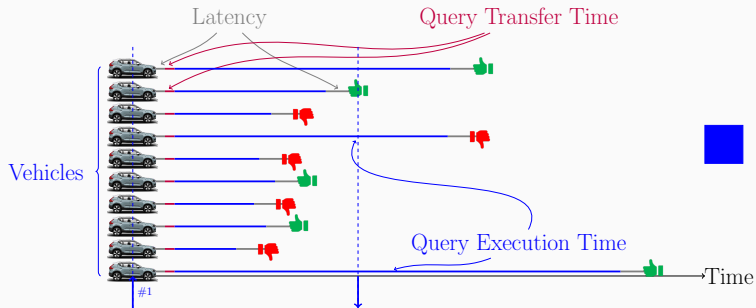 Latency
Query Transfer Time
Vehicles
Query Execution Time
Time
#1